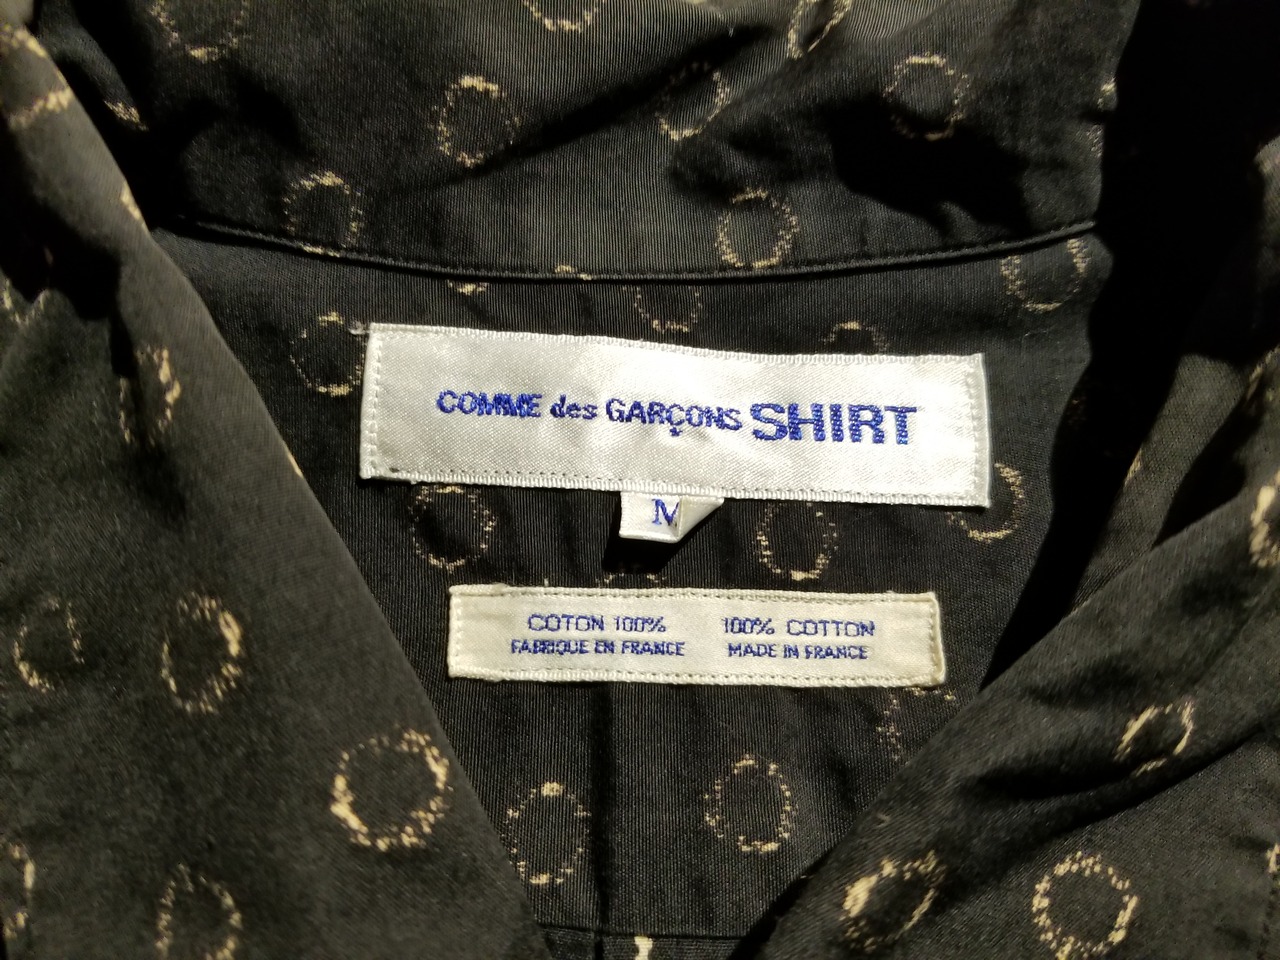 COMME des GARÇONS SHIRT
M
COTON 100% 100% COTTON
FABRIQUE EN FRANCE MADE IN FRANCE